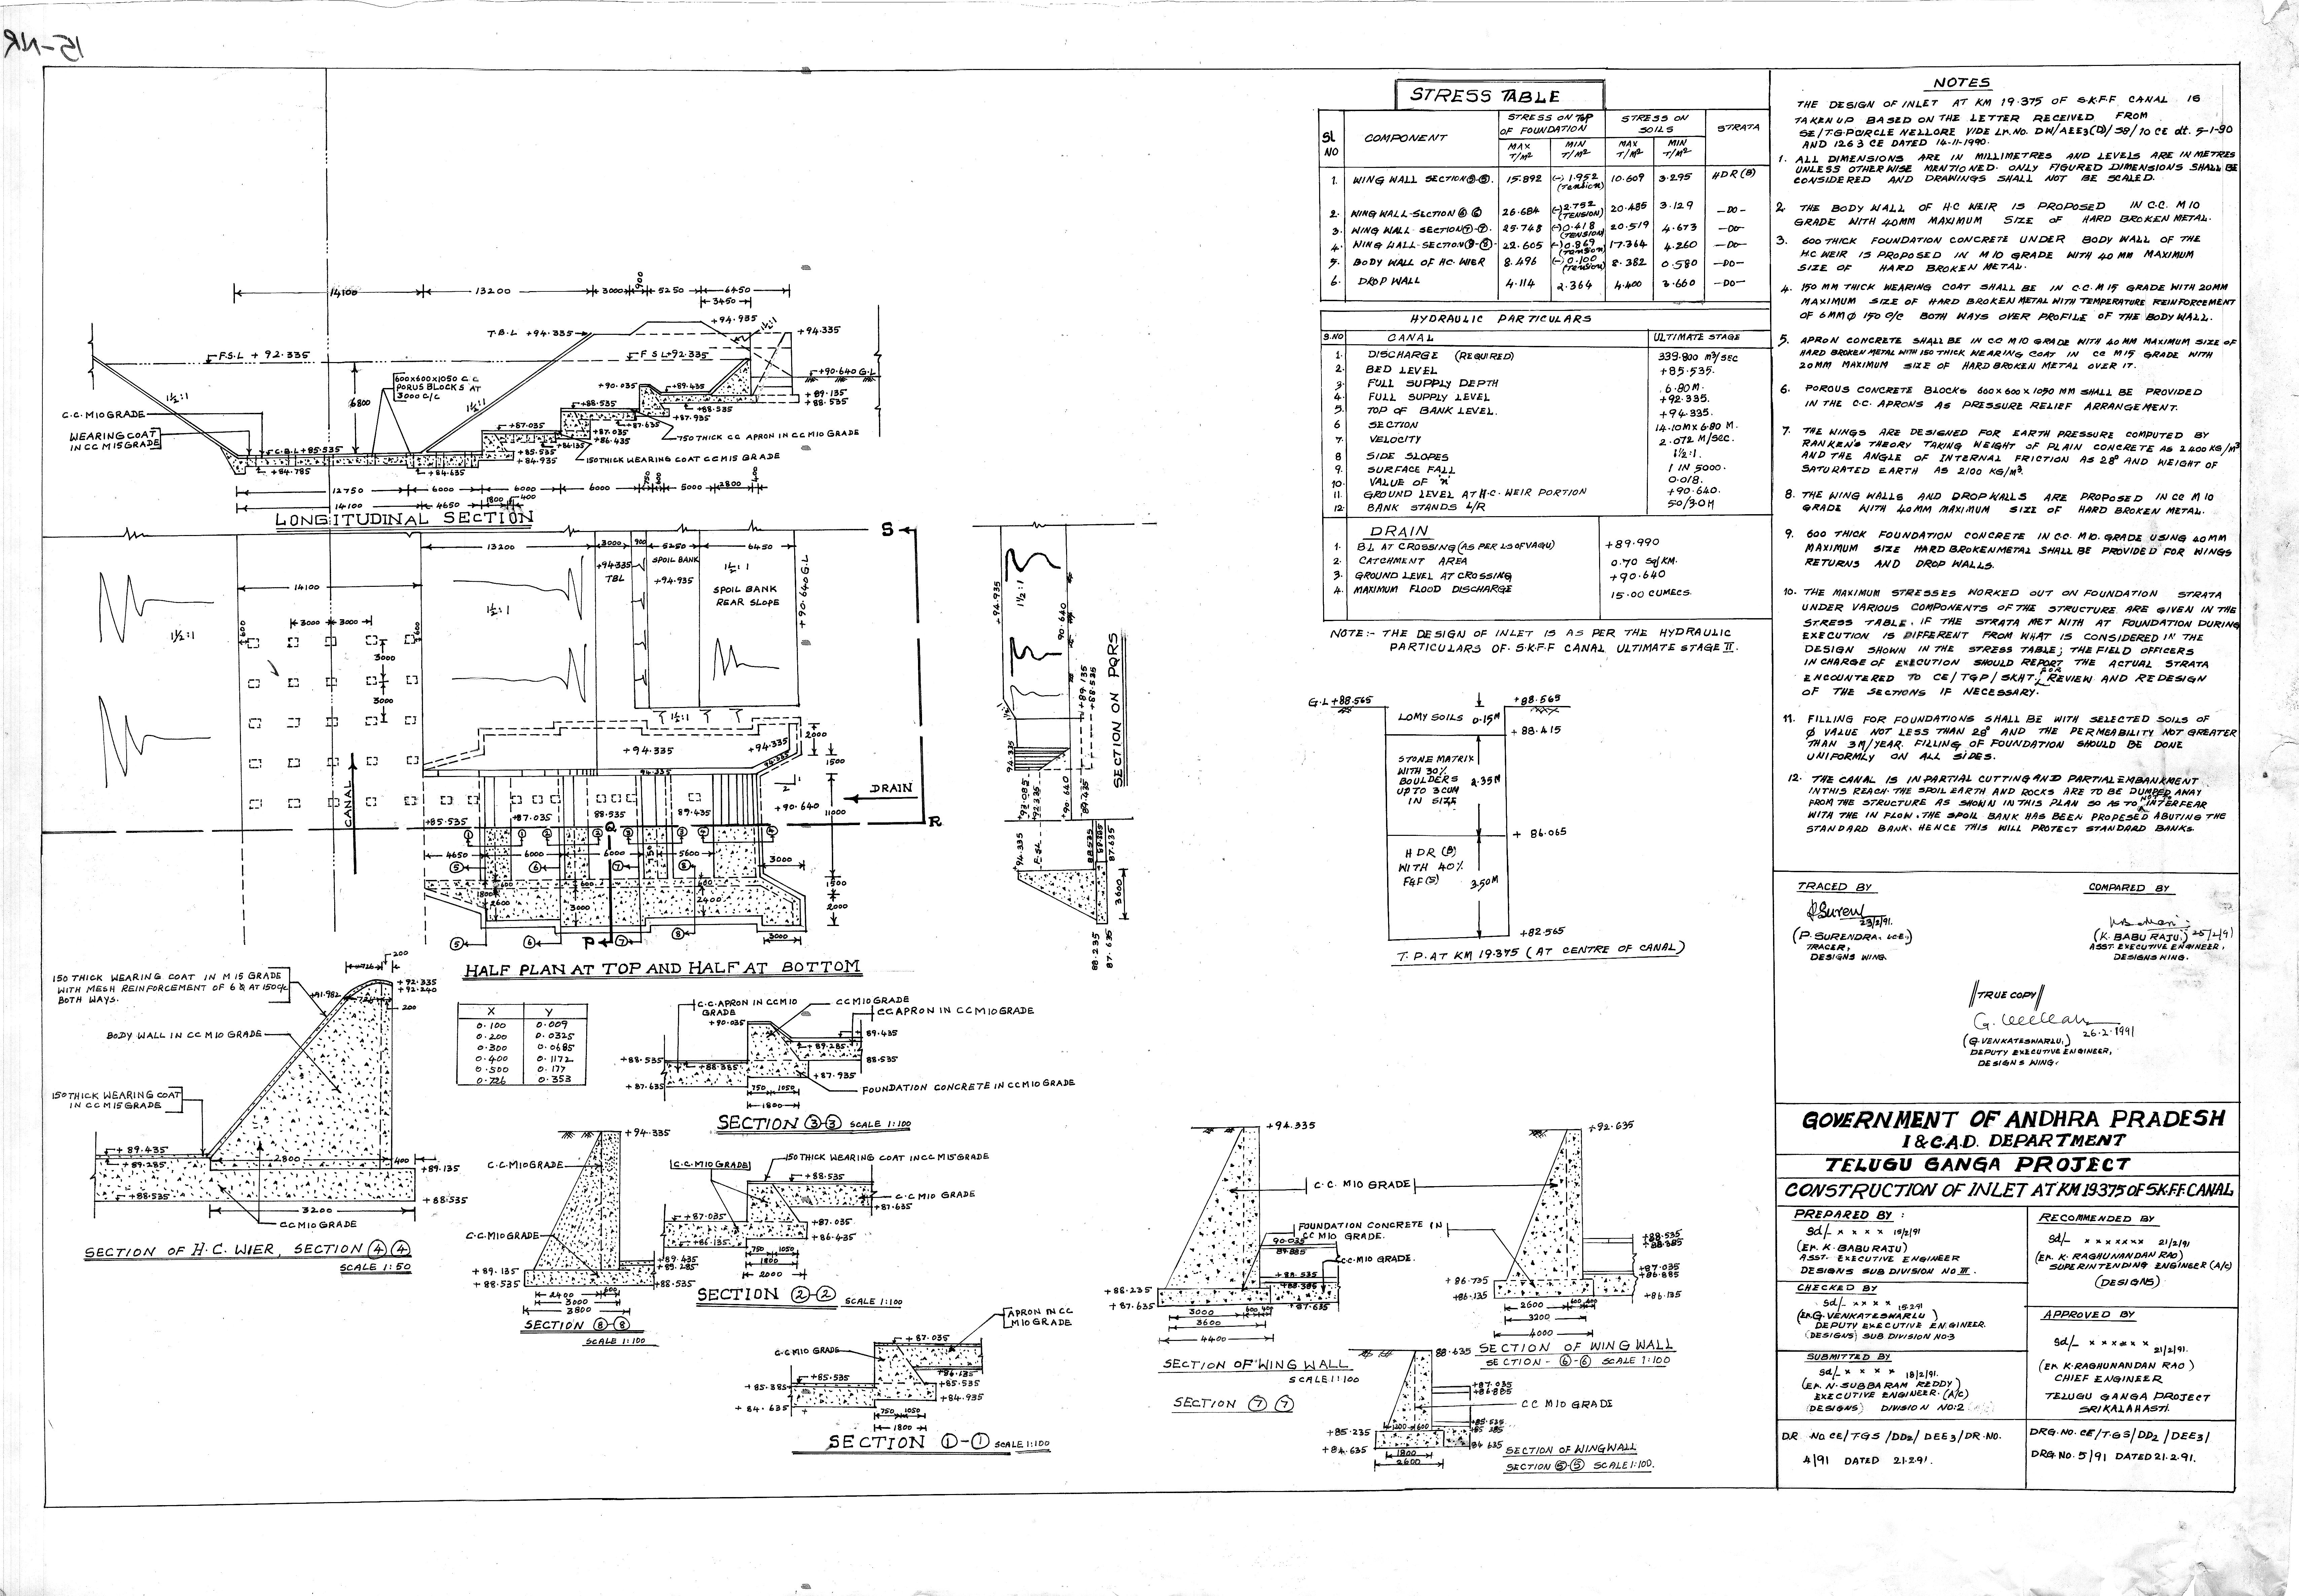 15-NR
STRESS TABLE
SL NO
COMPONENT
STRESS ON TOP OF FOUNDATION
STRESS ON SOILS
STRATA
MAX T/M²
MIN T/M²
MAX T/M²
MIN T/M²
1. WING WALL SECTION 5-5. 15.892 (-) 1.952 (Tension) 10.609 3.295 HDR(B)
2. WING WALL-SECTION 6 6 26.684 (-)2.752 (TENSION) 20.485 3.129 -DO-
3. WING WALL-SECTION 7-7. 25.748 (-)0.418 (TENSION) 20.519 4.673 -DO-
4. WING WALL-SECTION 8-8- 22.605 (-)0.869 (Tension) 17.364 4.260 -DO-
5. BODY WALL OF HC. WIER 8.496 (-)0.100 (Tension) 8.382 0.580 -DO-
6. DROP WALL 4.114 2.364 4.400 3.660 -DO-
HYDRAULIC PARTICULARS
S.NO CANAL ULTIMATE STAGE
1. DISCHARGE (REQUIRED) 339.800 m³/SEC
2. BED LEVEL +85.535.
3. FULL SUPPLY DEPTH 6.80M.
4. FULL SUPPLY LEVEL +92.335.
5. TOP OF BANK LEVEL. +94.335.
6 SECTION 14.10M X 6.80 M.
7. VELOCITY 2.072 M/SEC.
8 SIDE SLOPES 1½:1.
9. SURFACE FALL 1 IN 5000.
10. VALUE OF 'N' 0.018.
11. GROUND LEVEL AT H.C. WEIR PORTION +90.640.
12. BANK STANDS L/R 50/30M
DRAIN
1. B.L AT CROSSING (AS PER LS OF VAGU) +89.990
2. CATCHMENT AREA 0.70 Sq/KM.
3. GROUND LEVEL AT CROSSING +90.640
4. MAXIMUM FLOOD DISCHARGE 15.00 CUMECS.
NOTE:- THE DESIGN OF INLET IS AS PER THE HYDRAULIC
PARTICULARS OF S.K.F.F CANAL ULTIMATE STAGE II.
NOTES
THE DESIGN OF INLET AT KM 19.375 OF S.K.F.F CANAL IS
TAKEN UP BASED ON THE LETTER RECEIVED FROM
SE/T.G.P.CIRCLE NELLORE VIDE LR.NO. DW/AEE3(D)/58/10 CE dt. 5-1-90
AND 1263 CE DATED 14-11-1990.
1. ALL DIMENSIONS ARE IN MILLIMETRES AND LEVELS ARE IN METRES
UNLESS OTHERWISE MENTIONED. ONLY FIGURED DIMENSIONS SHALL BE
CONSIDERED AND DRAWINGS SHALL NOT BE SCALED.
2. THE BODY WALL OF H.C WEIR IS PROPOSED IN C.C. M10
GRADE WITH 40MM MAXIMUM SIZE OF HARD BROKEN METAL.
3. 600 THICK FOUNDATION CONCRETE UNDER BODY WALL OF THE
H.C WEIR IS PROPOSED IN M10 GRADE WITH 40 MM MAXIMUM
SIZE OF HARD BROKEN METAL.
4. 150 MM THICK WEARING COAT SHALL BE IN C.C. M15 GRADE WITH 20MM
MAXIMUM SIZE OF HARD BROKEN METAL WITH TEMPERATURE REINFORCEMENT
OF 6MM Φ 150 C/C BOTH WAYS OVER PROFILE OF THE BODY WALL.
5. APRON CONCRETE SHALL BE IN CC M10 GRADE WITH 40 MM MAXIMUM SIZE OF
HARD BROKEN METAL WITH 150 THICK WEARING COAT IN CC M15 GRADE WITH
20MM MAXIMUM SIZE OF HARD BROKEN METAL OVER IT.
6. POROUS CONCRETE BLOCKS 600 X 600 X 1050 MM SHALL BE PROVIDED
IN THE C.C. APRONS AS PRESSURE RELIEF ARRANGEMENT.
7. THE WINGS ARE DESIGNED FOR EARTH PRESSURE COMPUTED BY
RANKEN'S THEORY TAKING WEIGHT OF PLAIN CONCRETE AS 2400 KG/M³
AND THE ANGLE OF INTERNAL FRICTION AS 28° AND WEIGHT OF
SATURATED EARTH AS 2100 KG/M³.
8. THE WING WALLS AND DROP WALLS ARE PROPOSED IN CC M10
GRADE WITH 40MM MAXIMUM SIZE OF HARD BROKEN METAL.
9. 600 THICK FOUNDATION CONCRETE IN C.C. M10. GRADE USING 40MM
MAXIMUM SIZE HARD BROKEN METAL SHALL BE PROVIDED FOR WINGS
RETURNS AND DROP WALLS.
10. THE MAXIMUM STRESSES WORKED OUT ON FOUNDATION STRATA
UNDER VARIOUS COMPONENTS OF THE STRUCTURE ARE GIVEN IN THE
STRESS TABLE. IF THE STRATA MET WITH AT FOUNDATION DURING
EXECUTION IS DIFFERENT FROM WHAT IS CONSIDERED IN THE
DESIGN SHOWN IN THE STRESS TABLE; THE FIELD OFFICERS
IN CHARGE OF EXECUTION SHOULD REPORT THE ACTUAL STRATA
ENCOUNTERED TO CE/TGP/SKHT, FOR REVIEW AND REDESIGN
OF THE SECTIONS IF NECESSARY.
11. FILLING FOR FOUNDATIONS SHALL BE WITH SELECTED SOILS OF
Ø VALUE NOT LESS THAN 28° AND THE PERMEABILITY NOT GREATER
THAN 3M/YEAR. FILLING OF FOUNDATION SHOULD BE DONE
UNIFORMLY ON ALL SIDES.
12. THE CANAL IS IN PARTIAL CUTTING AND PARTIAL EMBANKMENT
IN THIS REACH. THE SPOIL EARTH AND ROCKS ARE TO BE DUMPED AWAY
FROM THE STRUCTURE AS SHOWN IN THIS PLAN SO AS TO NOT TO INTERFEAR
WITH THE IN FLOW. THE SPOIL BANK HAS BEEN PROPESED ABUTING THE
STANDARD BANK. HENCE THIS WILL PROTECT STANDARD BANKS.
TRACED BY
23/2/91.
(P. SURENDRA. L.C.E.)
TRACER,
DESIGNS WING.
COMPARED BY
25/2/91
(K. BABU RAJU.)
ASST. EXECUTIVE ENGINEER,
DESIGNS WING.
TRUE COPY
26.2.1991
(G. VENKATESWARLU,)
DEPUTY EXECUTIVE ENGINEER,
DESIGNS WING.
GOVERNMENT OF ANDHRA PRADESH
I & C.A.D. DEPARTMENT
TELUGU GANGA PROJECT
CONSTRUCTION OF INLET AT KM 19.375 OF S.K.F.F. CANAL
PREPARED BY :
Sd/- x x x x 15/2/91
(Er. K. BABU RAJU)
ASST. EXECUTIVE ENGINEER
DESIGNS SUB DIVISION NO III.
CHECKED BY
Sd/- x x x x 15.2.91
(Er. G. VENKATESWARLU)
DEPUTY EXECUTIVE ENGINEER.
(DESIGNS) SUB DIVISION NO:3
SUBMITTED BY
Sd/- x x x x 18/2/91.
(Er. N. SUBBARAM REDDY)
EXECUTIVE ENGINEER. (A/C)
(DESIGNS) DIVISION NO:2
RECOMMENDED BY
Sd/- x x x x x x x 21/2/91
(Er. K. RAGHUNANDAN RAO)
SUPERINTENDING ENGINEER (A/C)
(DESIGNS)
APPROVED BY
Sd/- x x x x x x
21/2/91.
(Er. K. RAGHUNANDAN RAO)
CHIEF ENGINEER
TELUGU GANGA PROJECT
SRIKALAHASTI.
DR. NO CE/TGS/DD2/DEE3/DR.NO.
4/91 DATED 21.2.91.
DRG. NO. CE/T.G.S/DD2/DEE3/
DRG. NO. 5/91 DATED 21.2.91.
14100 13200 3000 900 5250 6450
3450
+94.935
T.B.L +94.335
+94.335
F.S.L + 92.335
F.S.L+92.335
600X600X1050 C.C
PORUS BLOCKS AT
3000 C/C
6800
1½:1
1½:1
+90.640 G.L
+90.035
+89.435
+89.135
+88.535
C.C. M10 GRADE
WEARING COAT
IN CC M15 GRADE
+88.535
+87.935
+87.635
+87.035
+86.435
+86.135
750 THICK CC APRON IN CC M10 GRADE
150 THICK WEARING COAT CC M15 GRADE
C.B.L +85.535
+84.785
+84.635
+85.535
+84.935
12750 6000 6000 6000 750 5000 2800
14100 4650 1800 400
LONGITUDINAL SECTION
S
13200 3000 900 5250 6450
14100
+94.335
TBL
SPOIL BANK
+94.935
1½:1
SPOIL BANK
REAR SLOPE
+90.640 G.L
1½:1
1½:1
600
3000 3000
3000
3000
1½:1
+94.335
+94.335
94.335
2000
1500
CANAL
DRAIN
+90.640
11000
R
+85.535
+87.035
88.535
89.435
4650 6000 6000 5600
3000
1500
2000
1800
2600
3000
2400
3000
5 6 P 7 8
HALF PLAN AT TOP AND HALF AT BOTTOM
SECTION ON PQRS
+94.935
1½:1
90.640
+89.135
+88.535
94.335
+93.085
+92.335
+90.640
89.435
94.335
F.S.L
88.535
87.635
3600
88.235
87.635
G.L +88.565
+88.565
LOMY SOILS 0.15M
+ 88.415
STONE MATRIX
WITH 30%
BOULDERS
UP TO 3 CUM
IN SIZE
2.35M
+ 86.065
H DR (B)
WITH 40%
F&F(S)
3.50M
+82.565
T.P. AT KM 19.375 (AT CENTRE OF CANAL)
150 THICK WEARING COAT IN M 15 GRADE
WITH MESH REINFORCEMENT OF 6 Φ AT 150 C/C
BOTH WAYS.
200
726
+92.335
+92.240
+91.982
200
BODY WALL IN CC M10 GRADE
150 THICK WEARING COAT
IN CC M15 GRADE
+ 89.435
+89.285
+88.535
2800
400
+89.135
+88.535
3200
CC M10 GRADE
SECTION OF H.C. WIER, SECTION 4-4
SCALE 1:50
X Y
0.100 0.009
0.200 0.0325
0.300 0.0685
0.400 0.1172
0.500 0.177
0.726 0.353
C.C. APRON IN CC M10
GRADE
CC M10 GRADE
CC APRON IN CC M10 GRADE
+90.035
89.435
+89.285
+88.535
88.535
+88.385
+87.635
+87.935
FOUNDATION CONCRETE IN CC M10 GRADE
750 1050
1800
SECTION 3-3 SCALE 1:100
+94.335
C.C. M10 GRADE
C.C. M10 GRADE
+89.435
+89.285
+ 89.135
+ 88.535
+88.535
2400 600
3000
3800
SECTION 8-8
SCALE 1:100
C.C. M10 GRADE
150 THICK WEARING COAT IN CC M15 GRADE
+ 88.535
C.C M10 GRADE
+87.635
+87.035
+87.035
+86.435
+86.135
750 1050
1800
2000
SECTION 2-2 SCALE 1:100
APRON IN CC
M10 GRADE
+ 87.035
C.C M10 GRADE
+86.135
+85.535
+85.385
+85.535
+84.935
+ 84.635
750 1050
1800
SECTION 1-1 SCALE 1:100
+94.335
C.C. M10 GRADE
FOUNDATION CONCRETE IN
CC M10 GRADE.
90.035
89.885
CC.M10 GRADE.
+ 88.535
+88.385
+ 88.235
+ 87.635
+87.635
3000 600 400
3600
4400
SECTION OF WING WALL
SCALE 1:100
SECTION 7 7
+92.635
+88.535
+88.385
+87.035
+86.885
+86.135
+ 86.735
+86.135
2600
3200
4000
SECTION OF WING WALL
SECTION - 6-6 SCALE 1:100
88.635
+87.035
+86.885
CC M10 GRADE
+85.535
+85.385
+85.235
+84.635
84.635
1200 600
1800
2600
SECTION OF WING WALL
SECTION 5-5 SCALE 1:100.